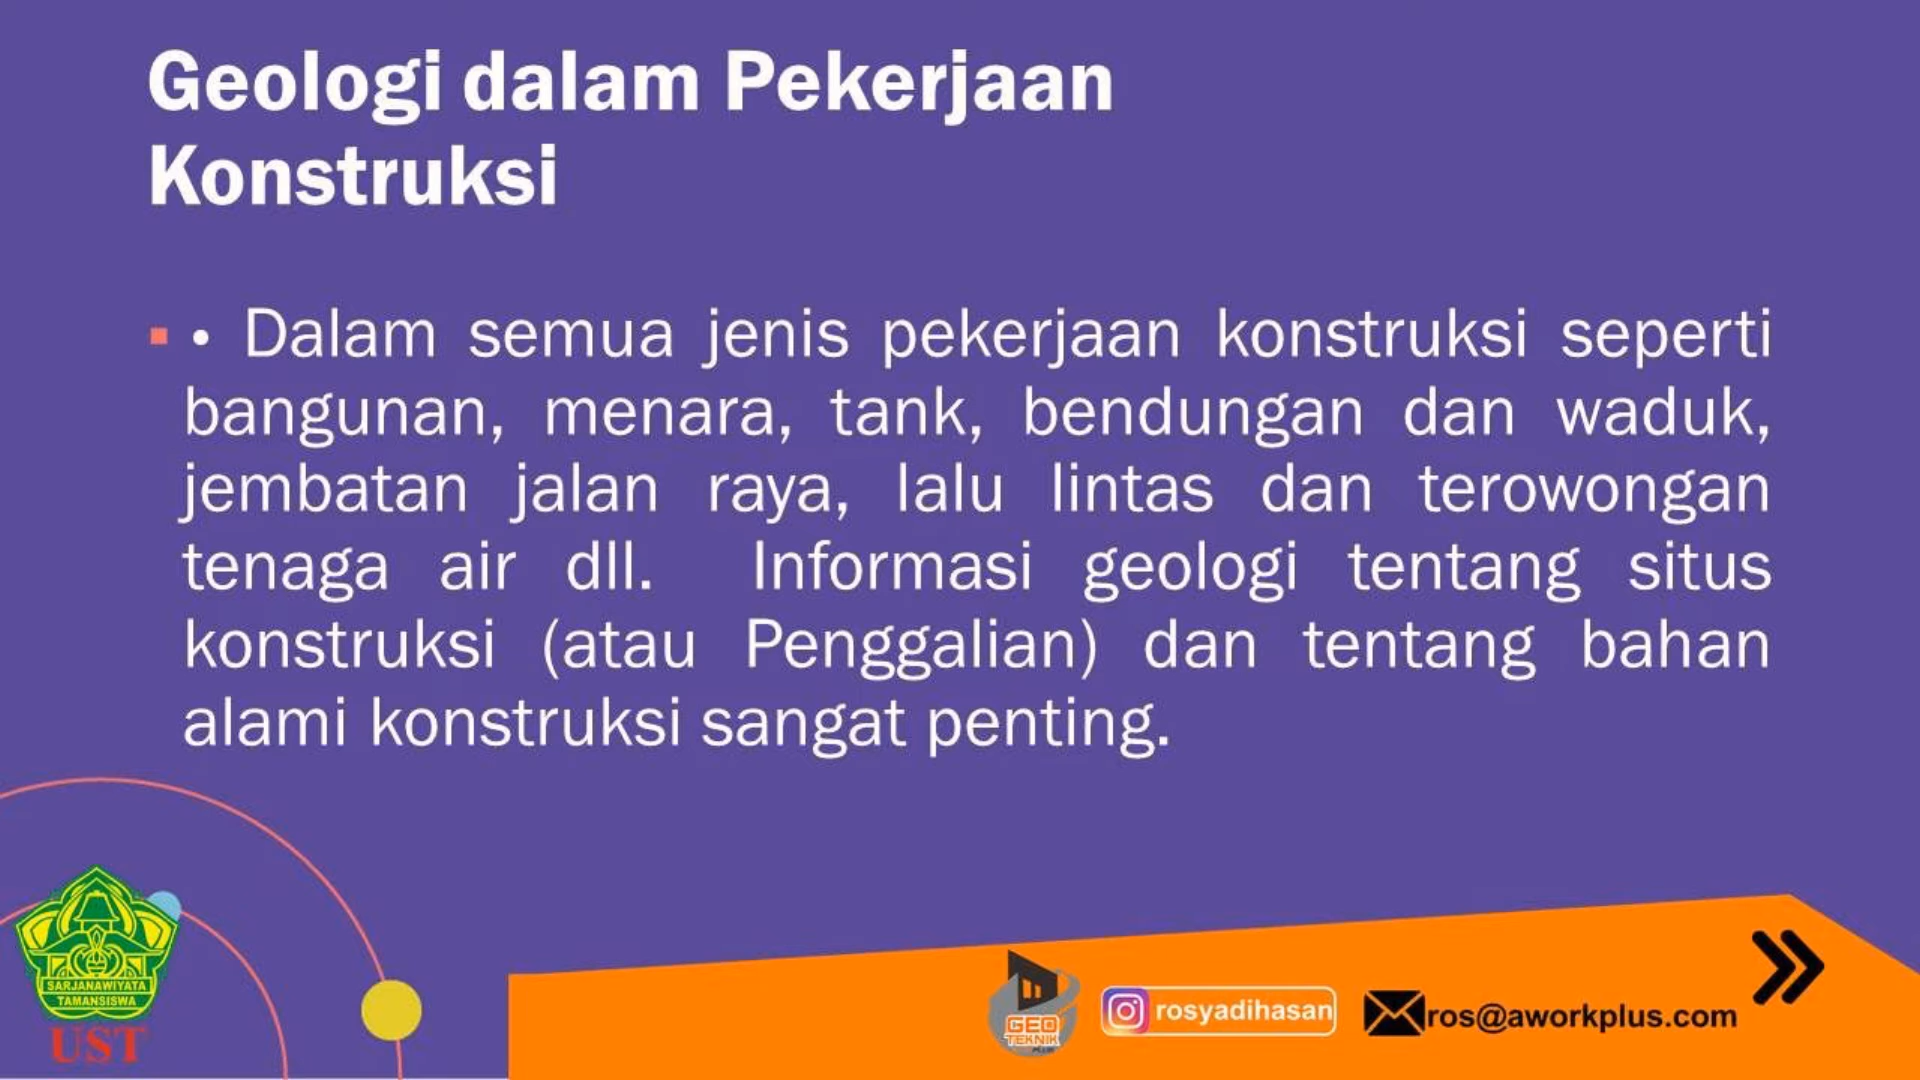 Geologi dalam Pekerjaan
Konstruksi
• Dalam semua jenis pekerjaan konstruksi seperti
bangunan, menara, tank, bendungan dan waduk,
jembatan jalan raya, lalu lintas dan terowongan
tenaga air dll. Informasi geologi tentang situs
konstruksi (atau Penggalian) dan tentang bahan
alami konstruksi sangat penting.
SARJANAWIYATA
TAMANSISWA
UST
GEO
TEKNIK
PLUS
rosyadihasan
ros@aworkplus.com